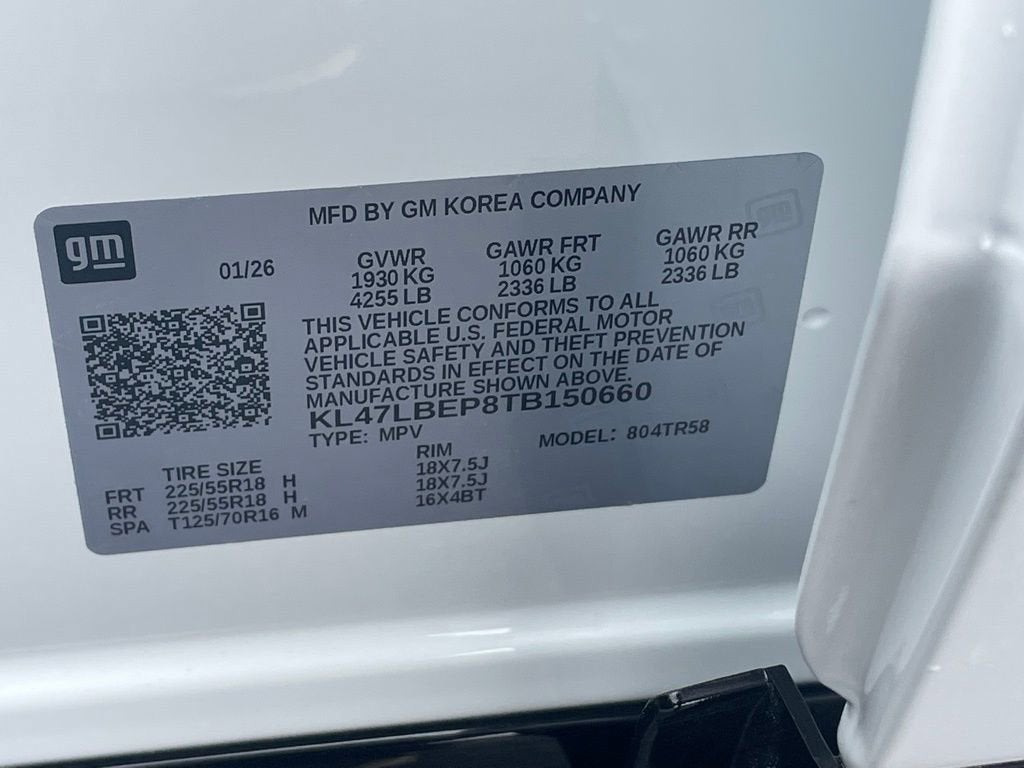 MFD BY GM KOREA COMPANY
gm
01/26
GVWR GAWR FRT GAWR RR
1930 KG 1060 KG 1060 KG
4255 LB 2336 LB 2336 LB
THIS VEHICLE CONFORMS TO ALL
APPLICABLE U.S. FEDERAL MOTOR
VEHICLE SAFETY AND THEFT PREVENTION
STANDARDS IN EFFECT ON THE DATE OF
MANUFACTURE SHOWN ABOVE.
KL47LBEP8TB150660
TYPE: MPV MODEL: 804TR58
TIRE SIZE RIM
FRT 225/55R18 H 18X7.5J
RR 225/55R18 H 18X7.5J
SPA T125/70R16 M 16X4BT